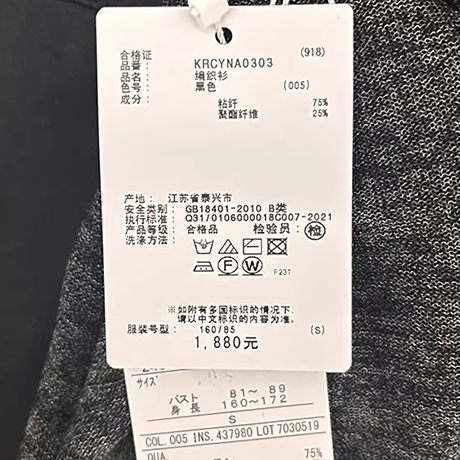 合格证 (918)
品番: KRCYNA0303
品名: 编织衫
色号: 黑色 (005)
成分: 粘纤 75%
聚酯纤维 25%
产地: 江苏省泰兴市
安全类别: GB18401-2010 B类
执行标准: Q31/0106000018C007-2021
产品等级: 合格品 检验员: 检
洗涤方法:
F W F23T
※如附有多国标识的情况下、
请以中文标识的内容为准。
服装号型: 160/85 (S)
1,880元
サイズ
バスト 81~ 89
身長 160~172
S
COL. 005 INS. 437980 LOT 7030519
QUA. 75%